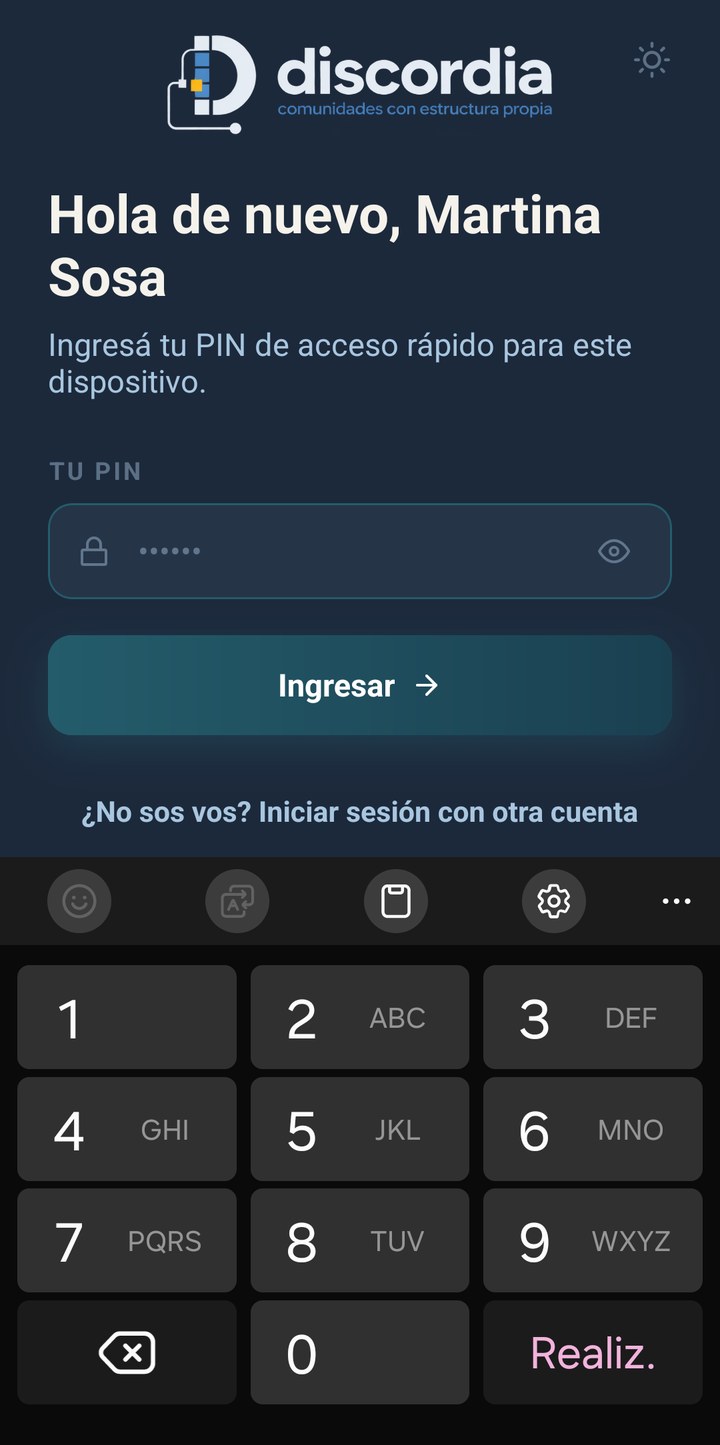 discordia
comunidades con estructura propia
Hola de nuevo, Martina
Sosa
Ingresá tu PIN de acceso rápido para este
dispositivo.
TU PIN
••••••
Ingresar →
¿No sos vos? Iniciar sesión con otra cuenta
1
2 ABC
3 DEF
4 GHI
5 JKL
6 MNO
7 PQRS
8 TUV
9 WXYZ
0
Realiz.